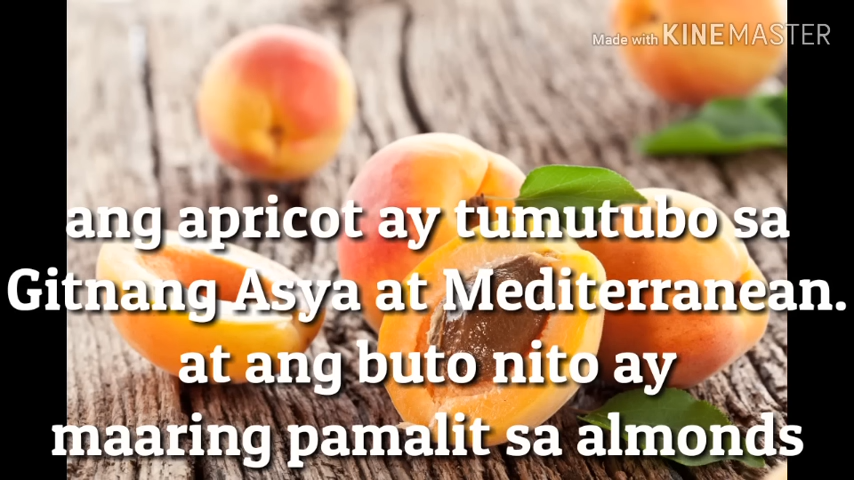 Made with KINEMASTER
ang apricot ay tumutubo sa
Gitnang Asya at Mediterranean.
at ang buto nito ay
maaring pamalit sa almonds